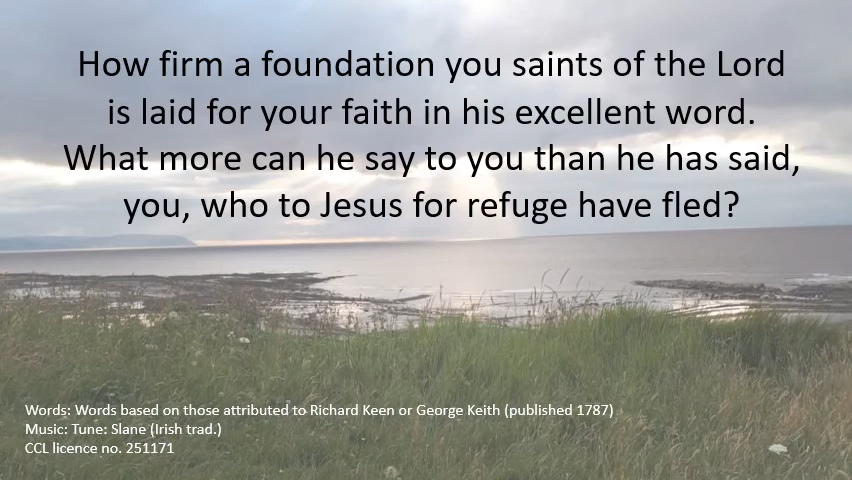 How firm a foundation you saints of the Lord
is laid for your faith in his excellent word.
What more can he say to you than he has said,
you, who to Jesus for refuge have fled?
Words: Words based on those attributed to Richard Keen or George Keith (published 1787)
Music: Tune: Slane (Irish trad.)
CCL licence no. 251171